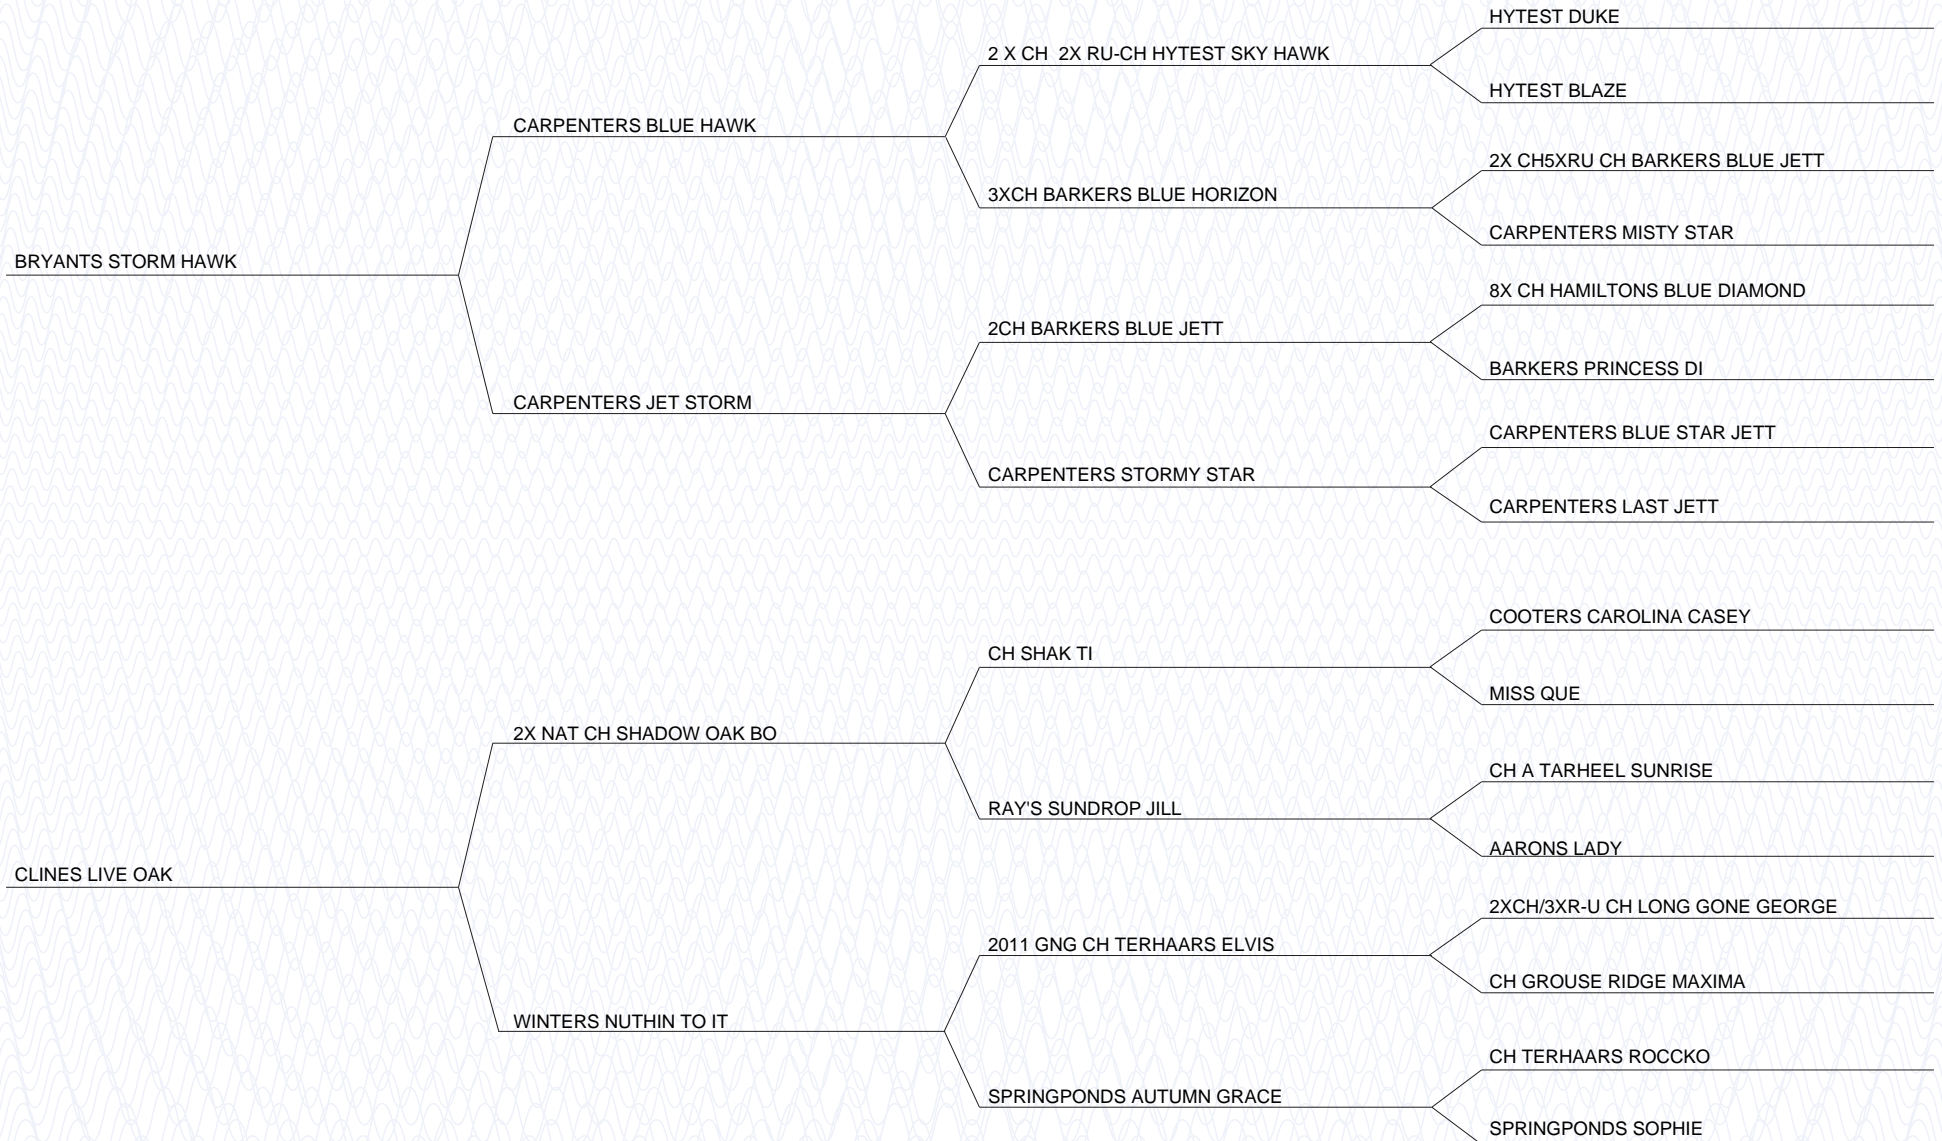 HYTEST DUKE
2 X CH  2X RU-CH HYTEST SKY HAWK
HYTEST BLAZE
CARPENTERS BLUE HAWK
2X CH5XRU CH BARKERS BLUE JETT
3XCH BARKERS BLUE HORIZON
CARPENTERS MISTY STAR
BRYANTS STORM HAWK
8X CH HAMILTONS BLUE DIAMOND
2CH BARKERS BLUE JETT
BARKERS PRINCESS DI
CARPENTERS JET STORM
CARPENTERS BLUE STAR JETT
CARPENTERS STORMY STAR
CARPENTERS LAST JETT
COOTERS CAROLINA CASEY
CH SHAK TI
MISS QUE
2X NAT CH SHADOW OAK BO
CH A TARHEEL SUNRISE
RAY'S SUNDROP JILL
AARONS LADY
CLINES LIVE OAK
2XCH/3XR-U CH LONG GONE GEORGE
2011 GNG CH TERHAARS ELVIS
CH GROUSE RIDGE MAXIMA
WINTERS NUTHIN TO IT
CH TERHAARS ROCCKO
SPRINGPONDS AUTUMN GRACE
SPRINGPONDS SOPHIE